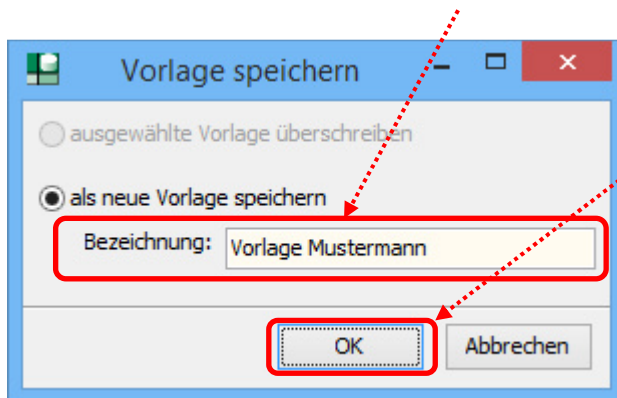 Vorlage speichern
ausgewählte Vorlage überschreiben
als neue Vorlage speichern
Bezeichnung: Vorlage Mustermann
OK Abbrechen